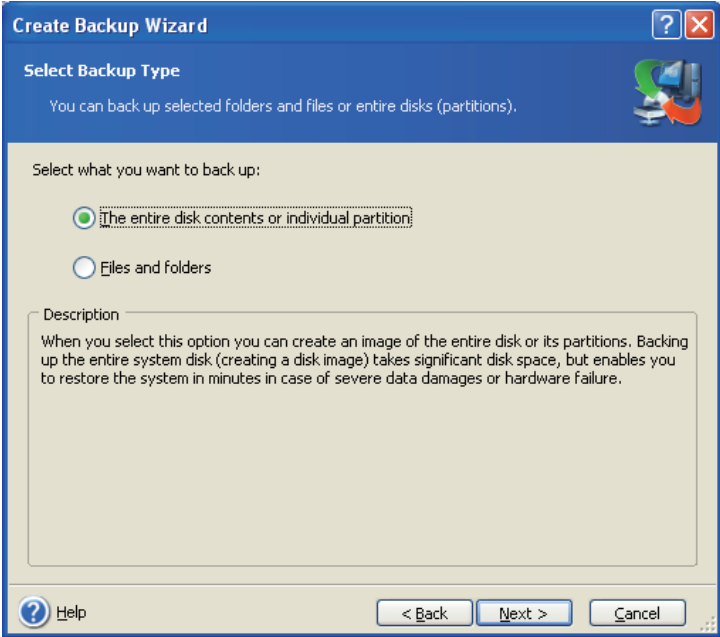 Create Backup Wizard
?
Select Backup Type
You can back up selected folders and files or entire disks (partitions).
Select what you want to back up:
The entire disk contents or individual partition
Files and folders
Description
When you select this option you can create an image of the entire disk or its partitions. Backing
up the entire system disk (creating a disk image) takes significant disk space, but enables you
to restore the system in minutes in case of severe data damages or hardware failure.
? Help
< Back
Next >
Cancel